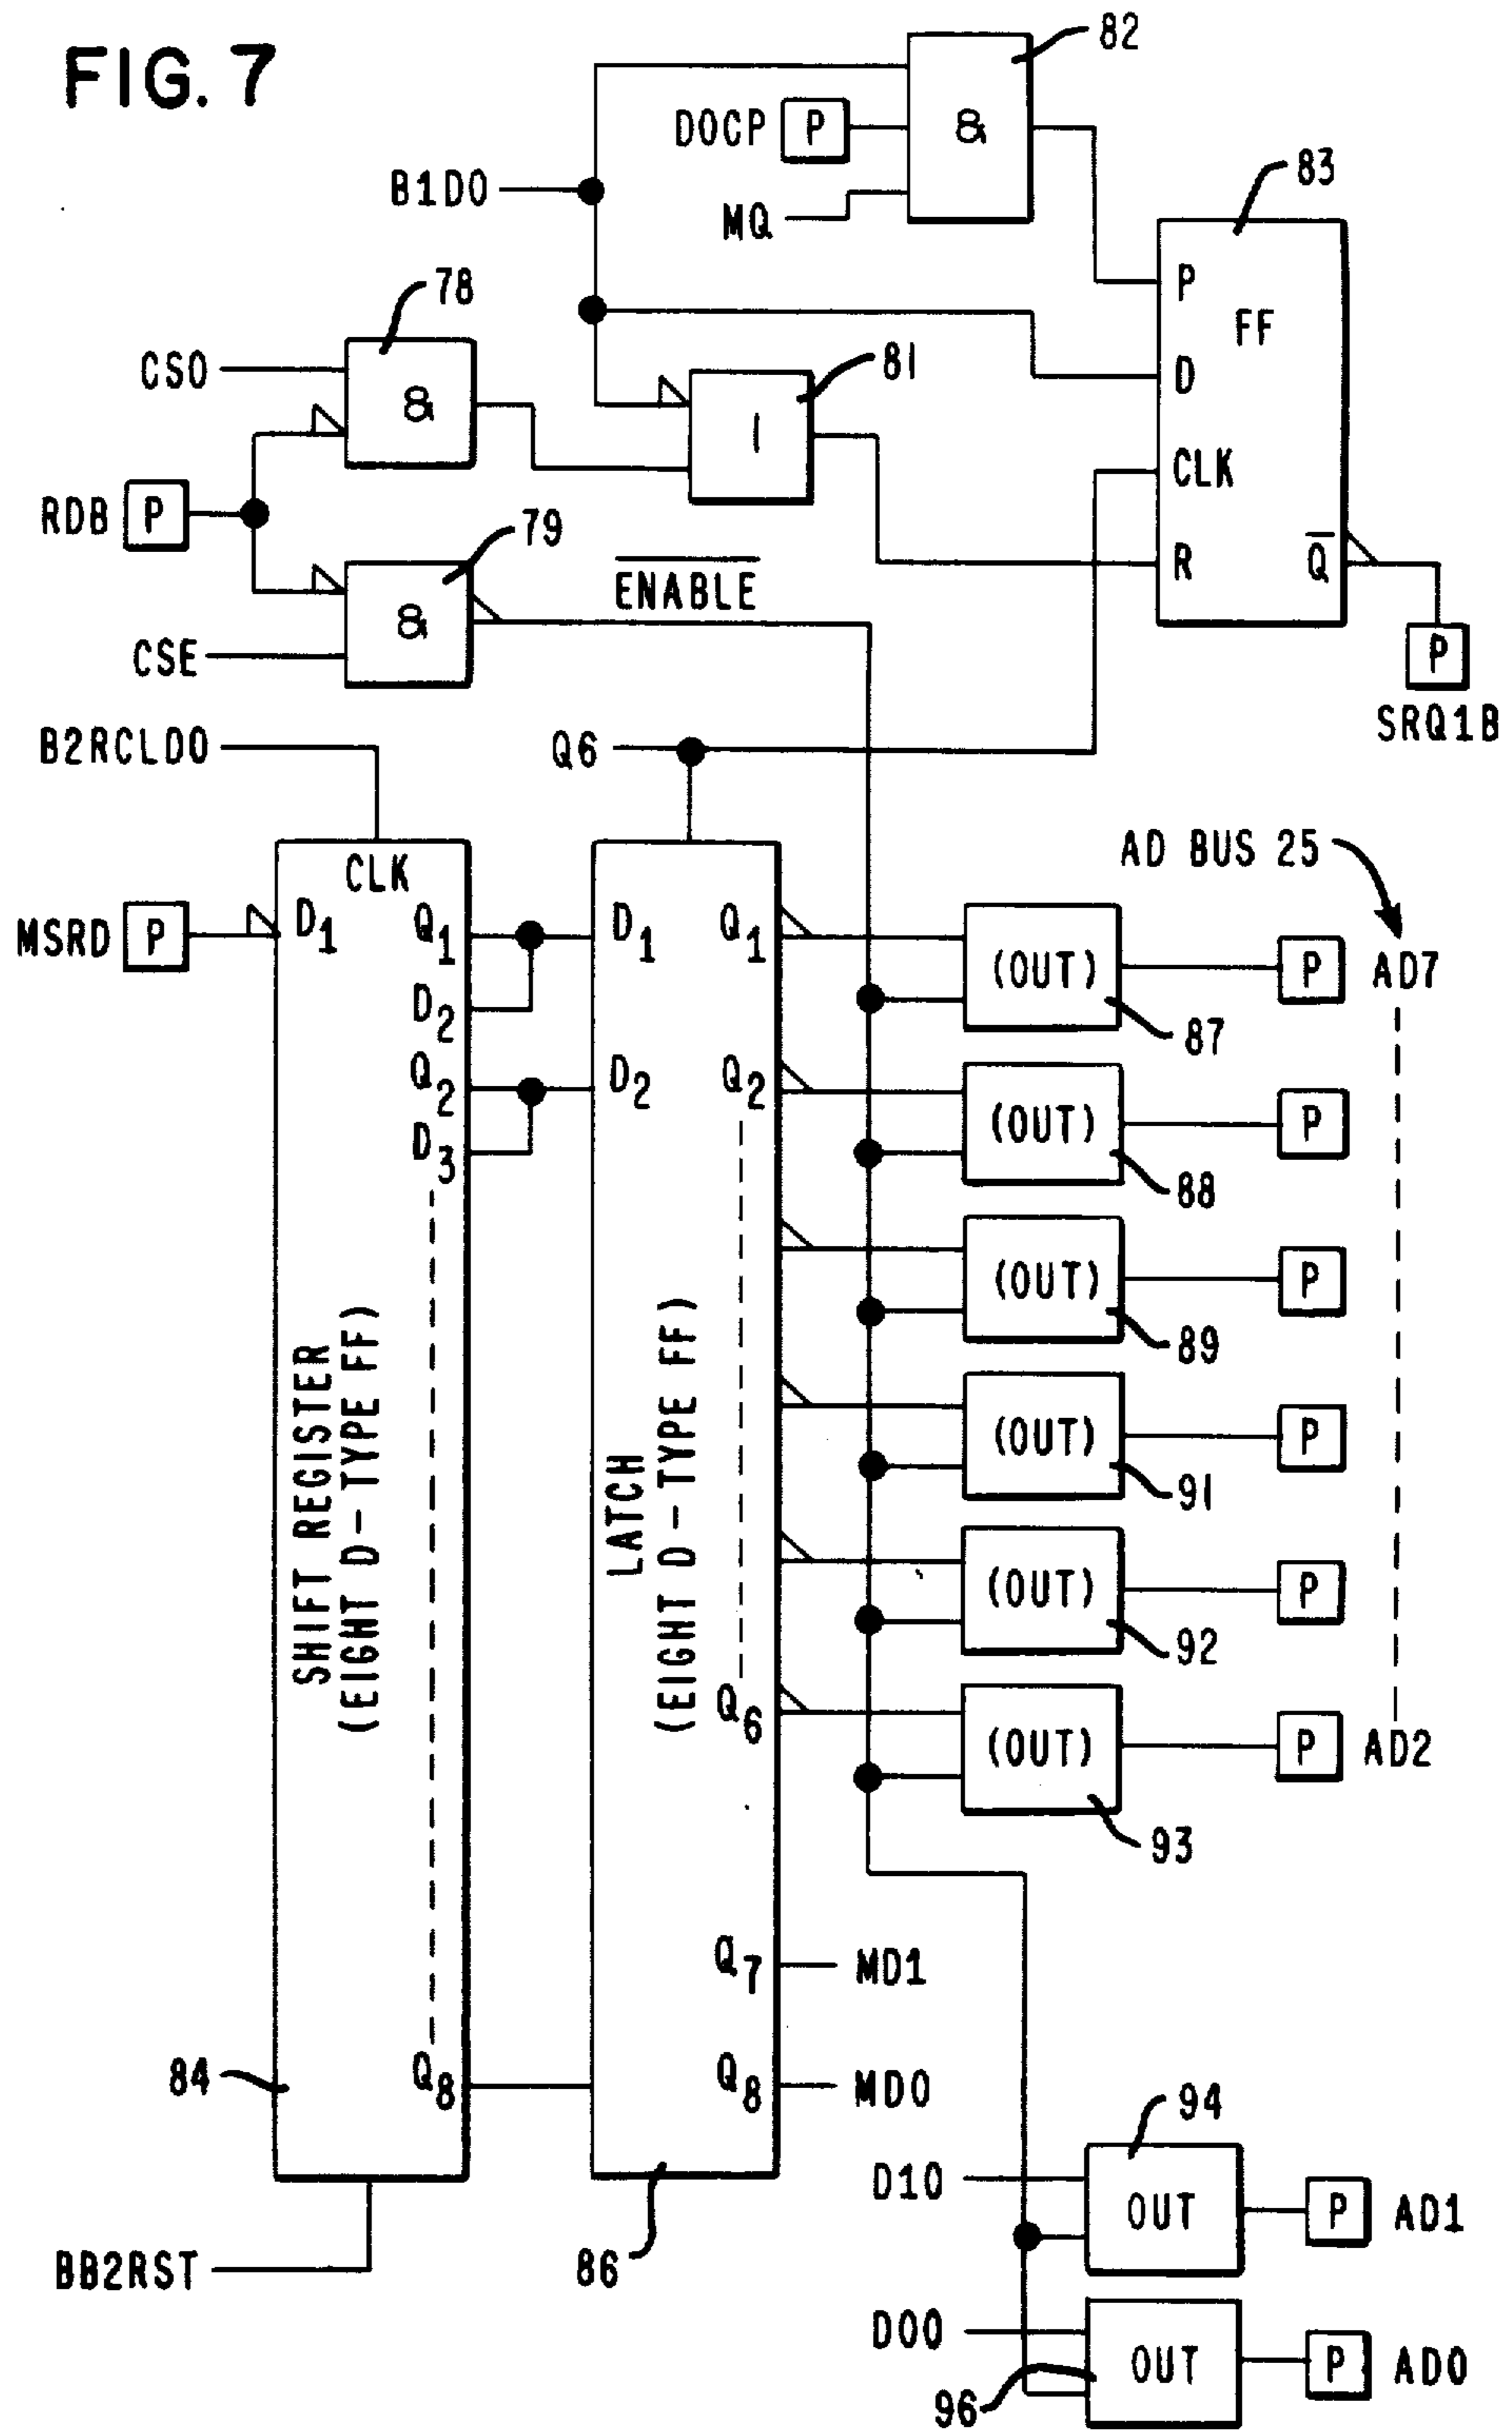 FIG. 7
82
DOCP P
&
B1D0
MQ
83
P
FF
D
CLK
R
Q
78
CSO
&
81
I
RDB P
79
ENABLE
&
CSE
P
SRQ1B
B2RCLD0
Q6
AD BUS 25
CLK
MSRD P
D1
Q1
D2
Q2
D3
D1
Q1
D2
Q2
(OUT)
P AD7
87
(OUT)
P
88
(OUT)
P
89
(OUT)
P
91
(OUT)
P
92
(OUT)
P AD2
93
SHIFT REGISTER
(EIGHT D-TYPE FF)
LATCH
(EIGHT D-TYPE FF)
Q6
Q7 MD1
84
Q8
Q8 MD0
94
D10
OUT
P AD1
BB2RST
86
D00
OUT
P AD0
96